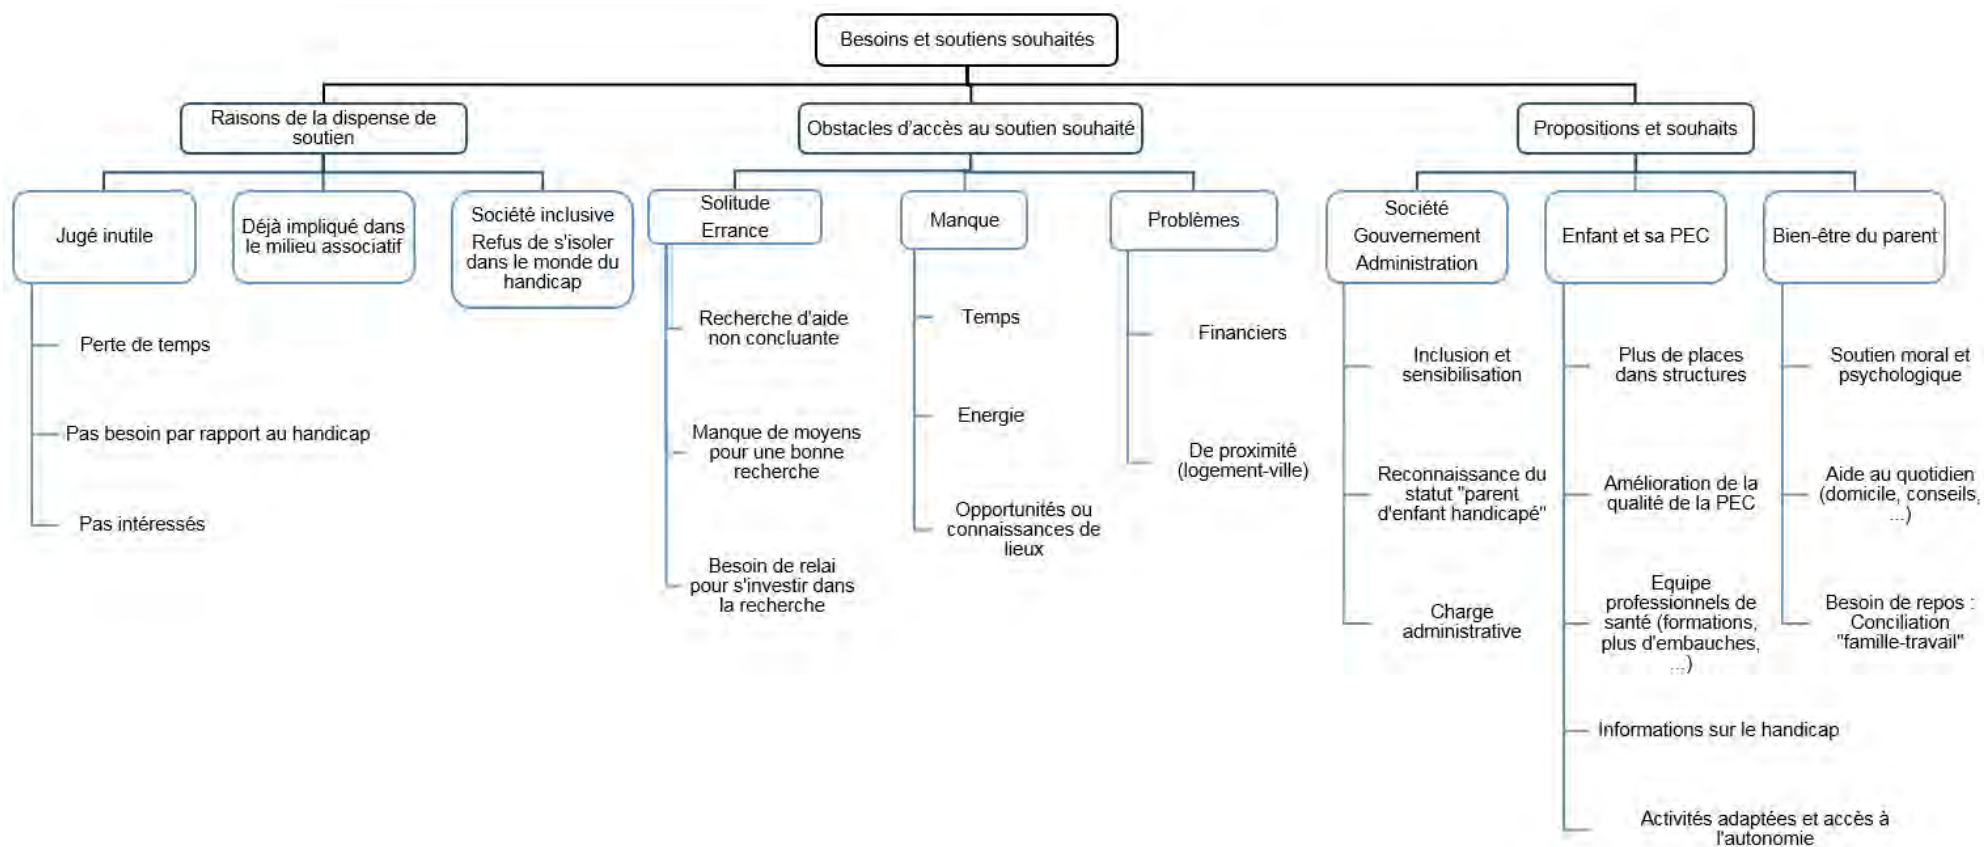 Besoins et soutiens souhaités
Raisons de la dispense de
soutien
Obstacles d'accès au soutien souhaité
Propositions et souhaits
Jugé inutile
Déjà impliqué dans
le milieu associatif
Société inclusive
Refus de s'isoler
dans le monde du
handicap
Solitude
Errance
Manque
Problèmes
Société
Gouvernement
Administration
Enfant et sa PEC
Bien-être du parent
Perte de temps
Pas besoin par rapport au handicap
Pas intéressés
Recherche d'aide
non concluante
Manque de moyens
pour une bonne
recherche
Besoin de relai
pour s'investir dans
la recherche
Temps
Energie
Opportunités ou
connaissances de
lieux
Financiers
De proximité
(logement-ville)
Inclusion et
sensibilisation
Reconnaissance du
statut "parent
d'enfant handicapé"
Charge
administrative
Plus de places
dans structures
Amélioration de la
qualité de la PEC
Equipe
professionnels de
santé (formations,
plus d'embauches,
...)
Informations sur le handicap
Activités adaptées et accès à
l'autonomie
Soutien moral et
psychologique
Aide au quotidien
(domicile, conseils,
...)
Besoin de repos :
Conciliation
"famille-travail"